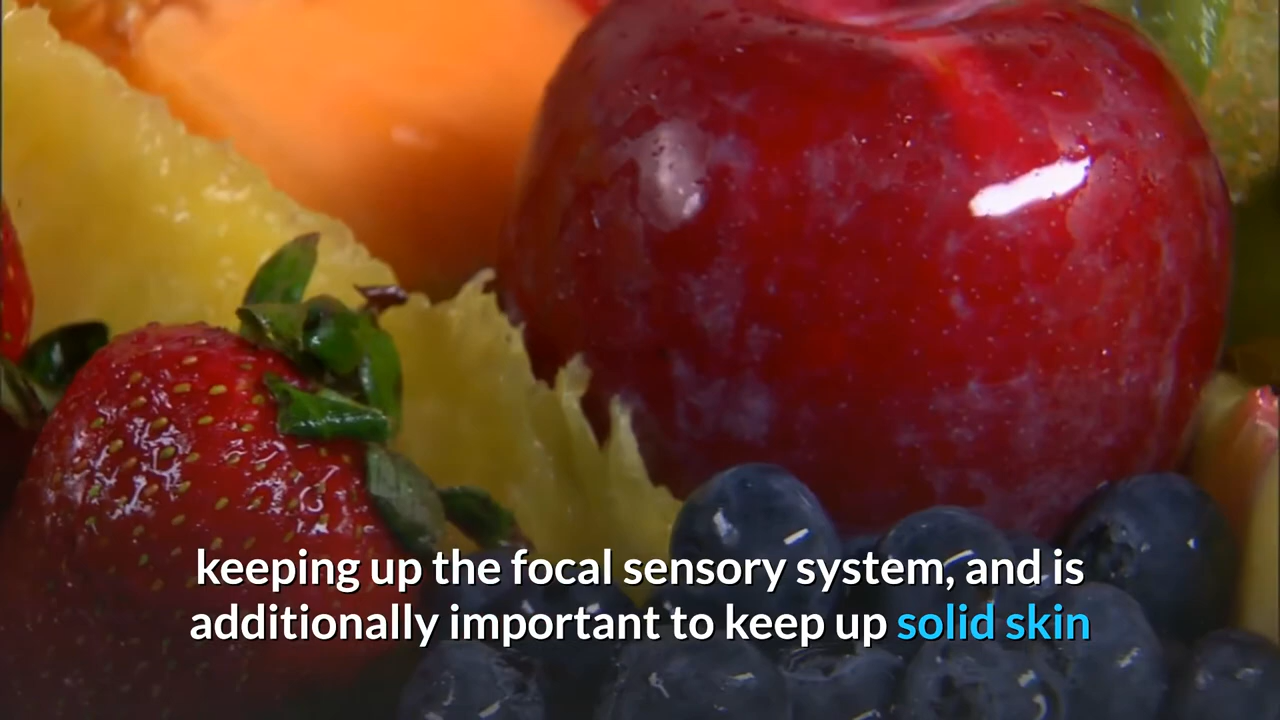 keeping up the focal sensory system, and is
additionally important to keep up solid skin